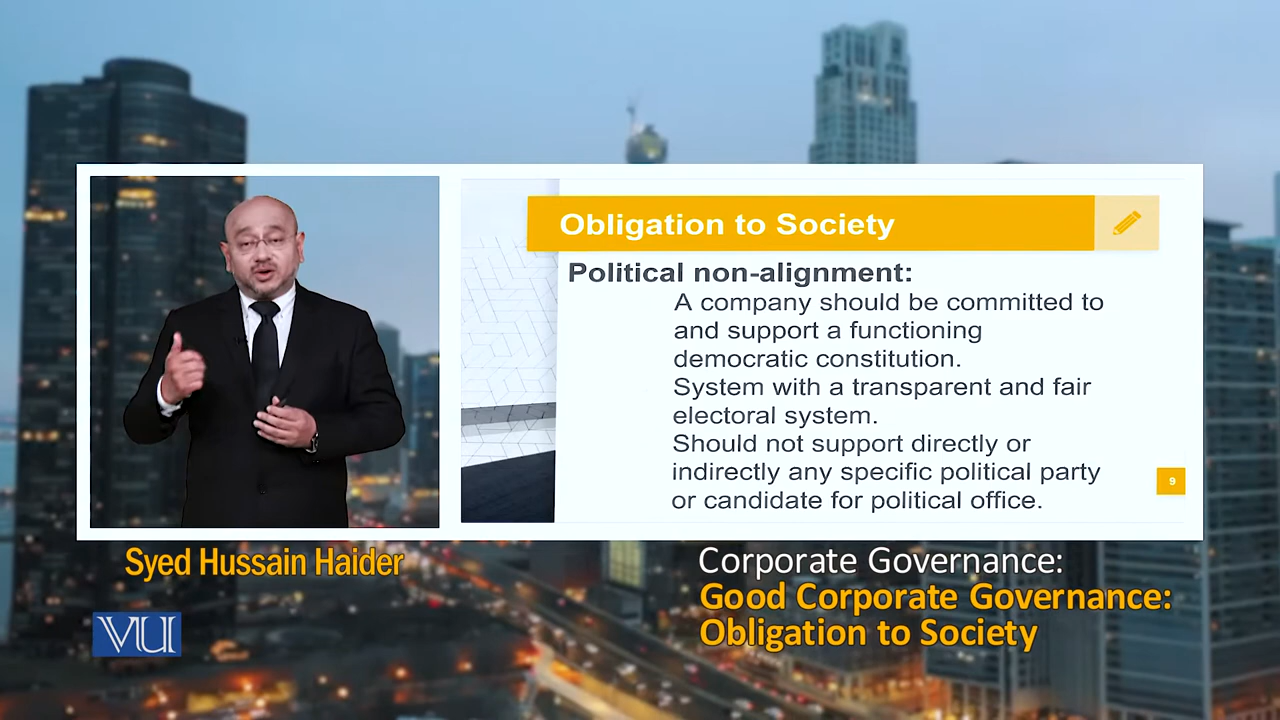 Obligation to Society
Political non-alignment:
A company should be committed to
and support a functioning
democratic constitution.
System with a transparent and fair
electoral system.
Should not support directly or
indirectly any specific political party
or candidate for political office.
9
Syed Hussain Haider
VU
Corporate Governance:
Good Corporate Governance:
Obligation to Society